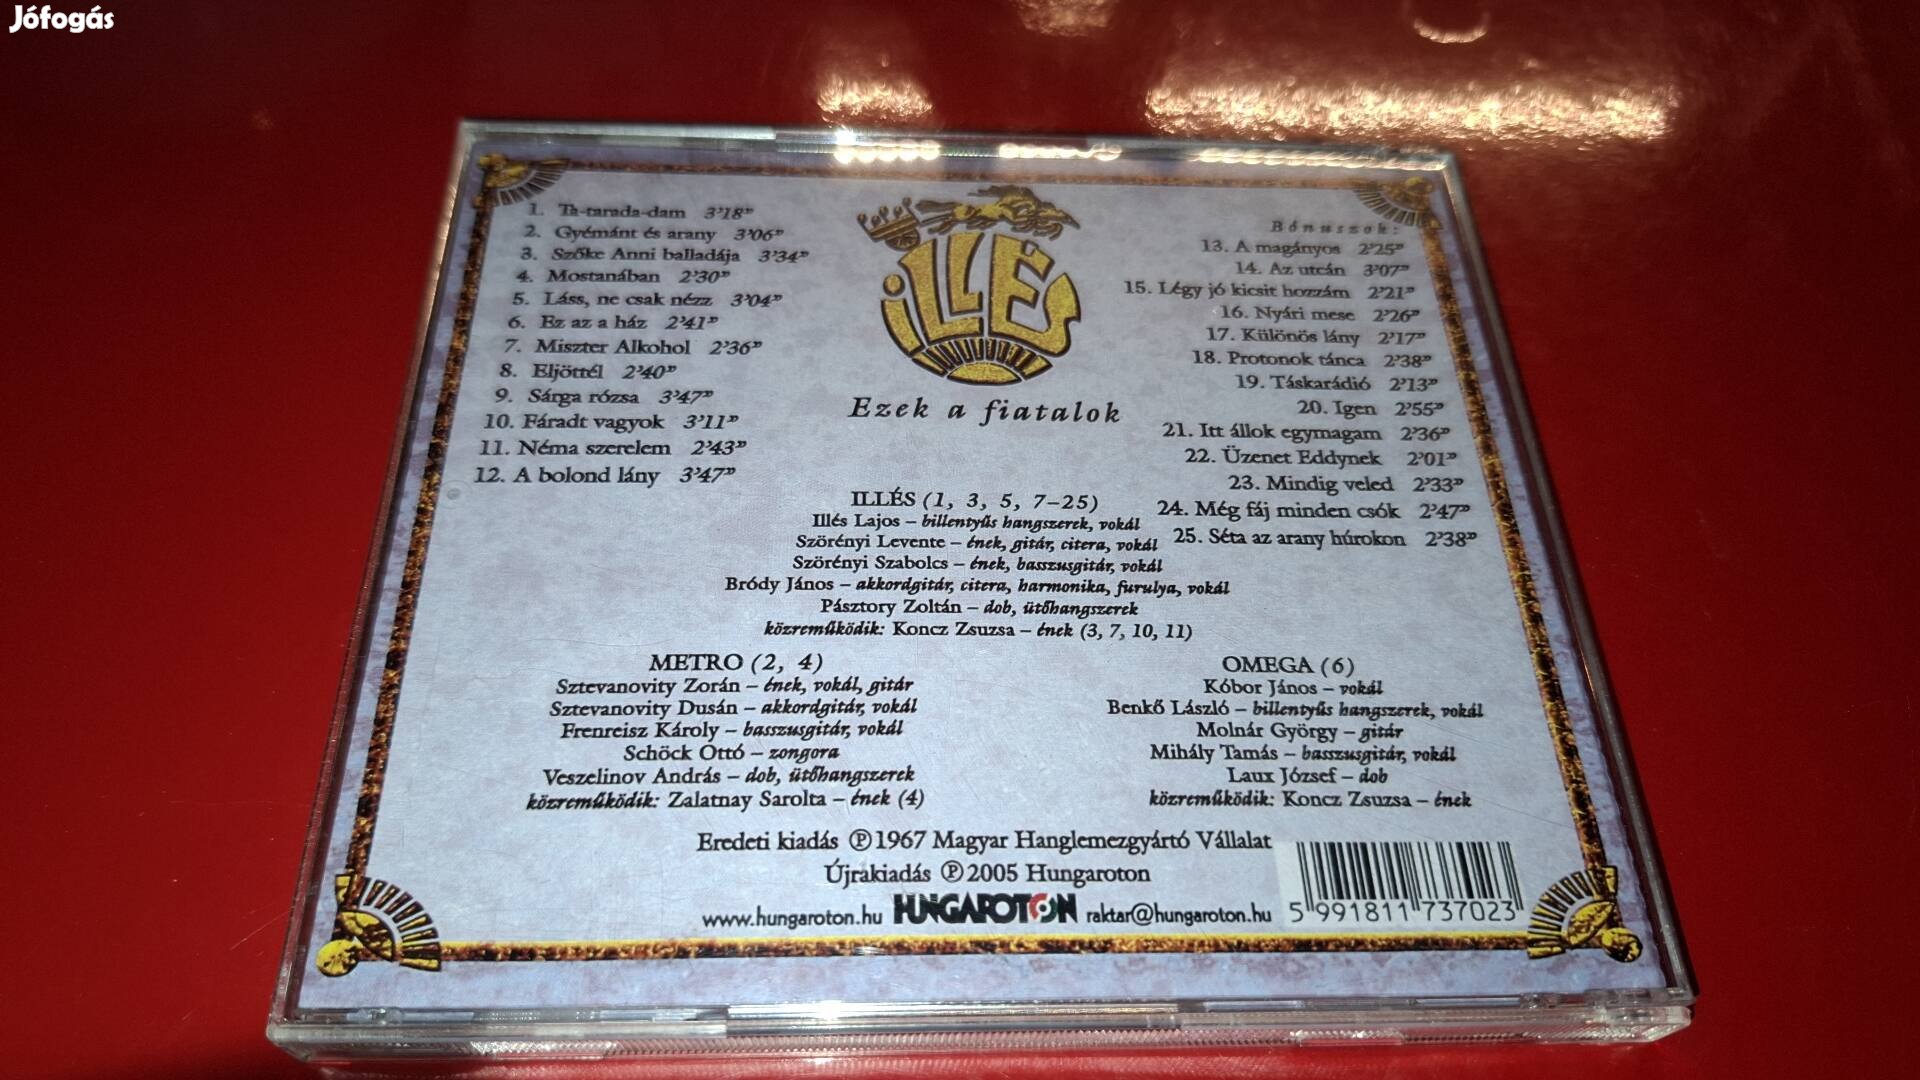 Jófogás
1. Ta-tarada-dam 3'18"
2. Gyémánt és arany 3'06"
3. Szőke Anni balladája 3'34"
4. Mostanában 2'30"
5. Láss, ne csak nézz 3'04"
6. Ez az a ház 2'41"
7. Miszter Alkohol 2'36"
8. Eljöttél 2'40"
9. Sárga rózsa 3'47"
10. Fáradt vagyok 3'11"
11. Néma szerelem 2'43"
12. A bolond lány 3'47"
ILLÉS
Ezek a fiatalok
Bónuszok:
13. A magányos 2'25"
14. Az utcán 3'07"
15. Légy jó kicsit hozzám 2'21"
16. Nyári mese 2'26"
17. Különös lány 2'17"
18. Protonok tánca 2'38"
19. Táskarádió 2'13"
20. Igen 2'55"
21. Itt állok egymagam 2'36"
22. Üzenet Eddynek 2'01"
23. Mindig veled 2'33"
24. Még fáj minden csók 2'47"
25. Séta az arany húrokon 2'38"
ILLÉS (1, 3, 5, 7–25)
Illés Lajos – billentyűs hangszerek, vokál
Szörényi Levente – ének, gitár, citera, vokál
Szörényi Szabolcs – ének, basszusgitár, vokál
Bródy János – akkordgitár, citera, harmonika, furulya, vokál
Pásztory Zoltán – dob, ütőhangszerek
közreműködik: Koncz Zsuzsa – ének (3, 7, 10, 11)
METRO (2, 4)
Sztevanovity Zorán – ének, vokál, gitár
Sztevanovity Dusán – akkordgitár, vokál
Frenreisz Károly – basszusgitár, vokál
Schöck Ottó – zongora
Veszelinov András – dob, ütőhangszerek
közreműködik: Zalatnay Sarolta – ének (4)
OMEGA (6)
Kóbor János – vokál
Benkő László – billentyűs hangszerek, vokál
Molnár György – gitár
Mihály Tamás – basszusgitár, vokál
Laux József – dob
közreműködik: Koncz Zsuzsa – ének
Eredeti kiadás ℗1967 Magyar Hanglemezgyártó Vállalat
Újrakiadás ℗2005 Hungaroton
www.hungaroton.hu HUNGAROTON raktar@hungaroton.hu
5 991811 737023